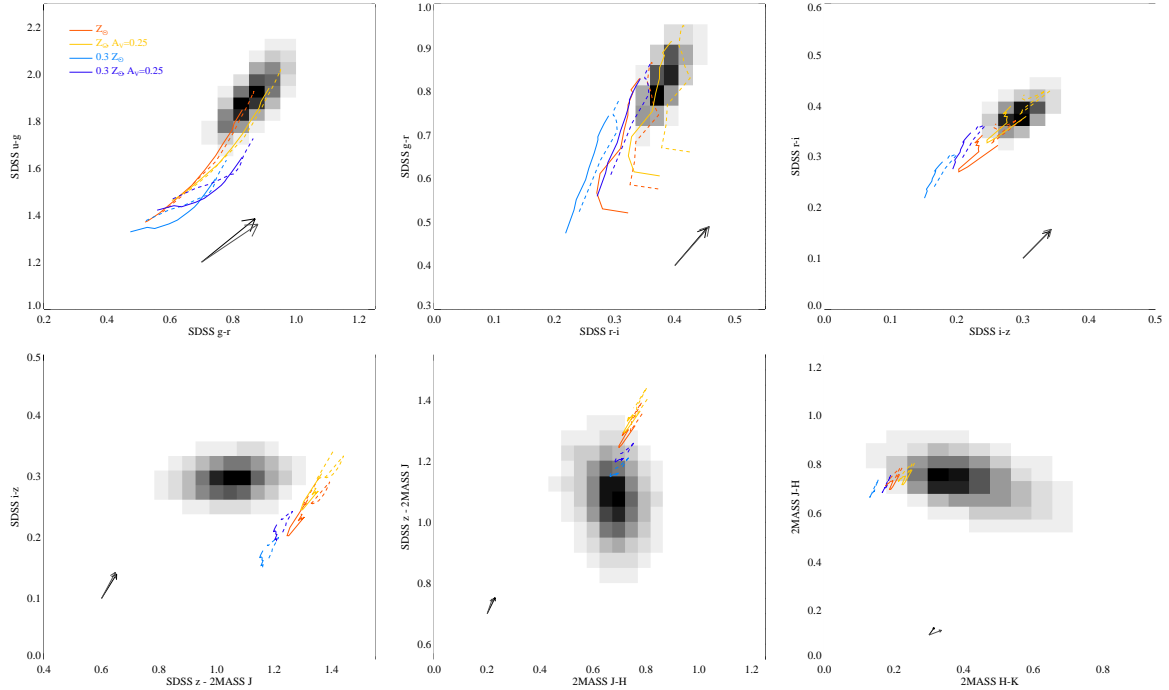 2.2
2.0
1.8
1.6
1.4
1.2
1.0
SDSS u-g
Z⊙
Z⊙, A_V=0.25
0.3 Z⊙
0.3 Z⊙, A_V=0.25
0.2 0.4 0.6 0.8 1.0 1.2
SDSS g-r
1.0
0.9
0.8
0.7
0.6
0.5
0.4
0.3
SDSS g-r
0.0 0.1 0.2 0.3 0.4 0.5
SDSS r-i
0.6
0.5
0.4
0.3
0.2
0.1
0.0
SDSS r-i
0.0 0.1 0.2 0.3 0.4 0.5
SDSS i-z
0.5
0.4
0.3
0.2
0.1
0.0
SDSS i-z
0.4 0.6 0.8 1.0 1.2 1.4
SDSS z - 2MASS J
1.4
1.2
1.0
0.8
0.6
SDSS z - 2MASS J
0.0 0.2 0.4 0.6 0.8 1.0 1.2
2MASS J-H
1.2
1.0
0.8
0.6
0.4
0.2
0.0
2MASS J-H
0.0 0.2 0.4 0.6 0.8
2MASS H-K